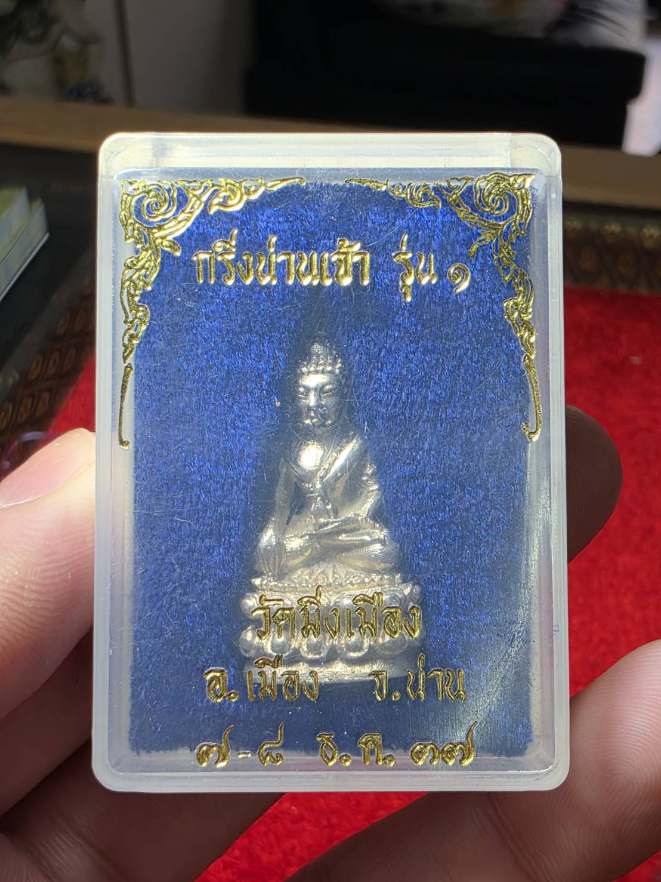 กริ่งน่านเจ้า รุ่น ๑
วัดมิ่งเมือง
อ.เมือง จ.น่าน
๗-๘ ธ.ค. ๓๗